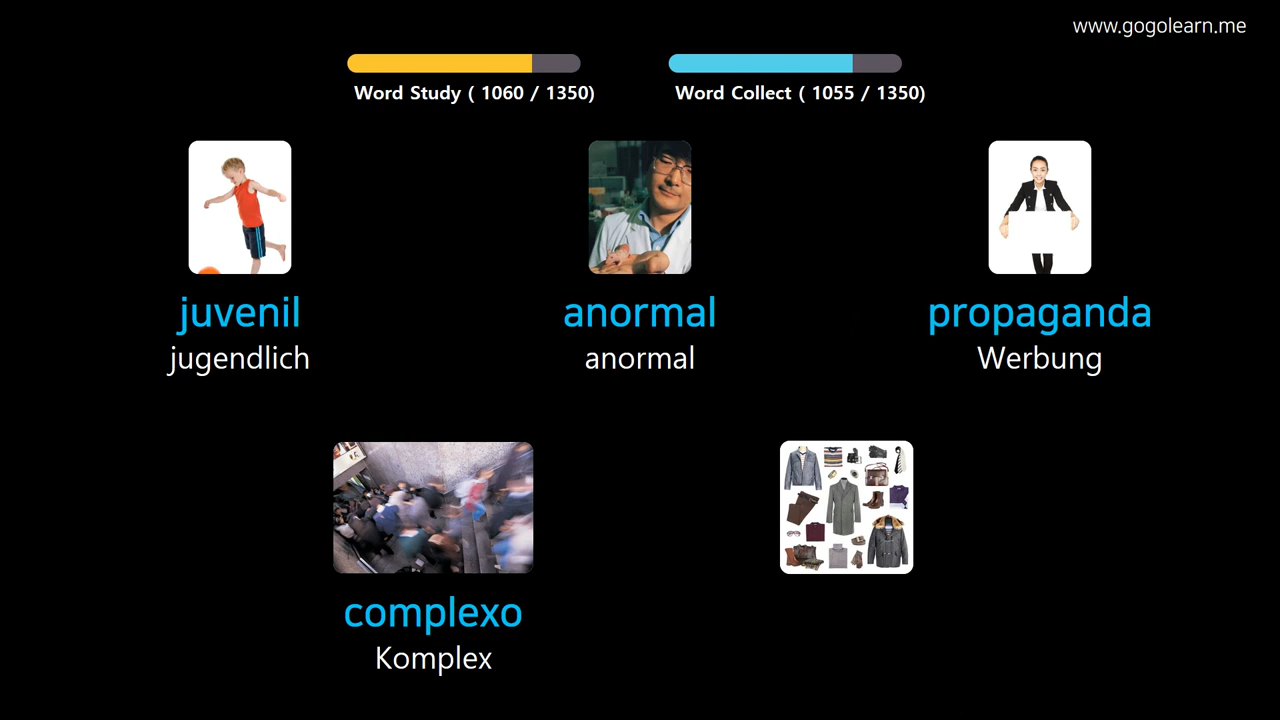 www.gogolearn.me
Word Study ( 1060 / 1350)
Word Collect ( 1055 / 1350)
juvenil
jugendlich
anormal
anormal
propaganda
Werbung
complexo
Komplex